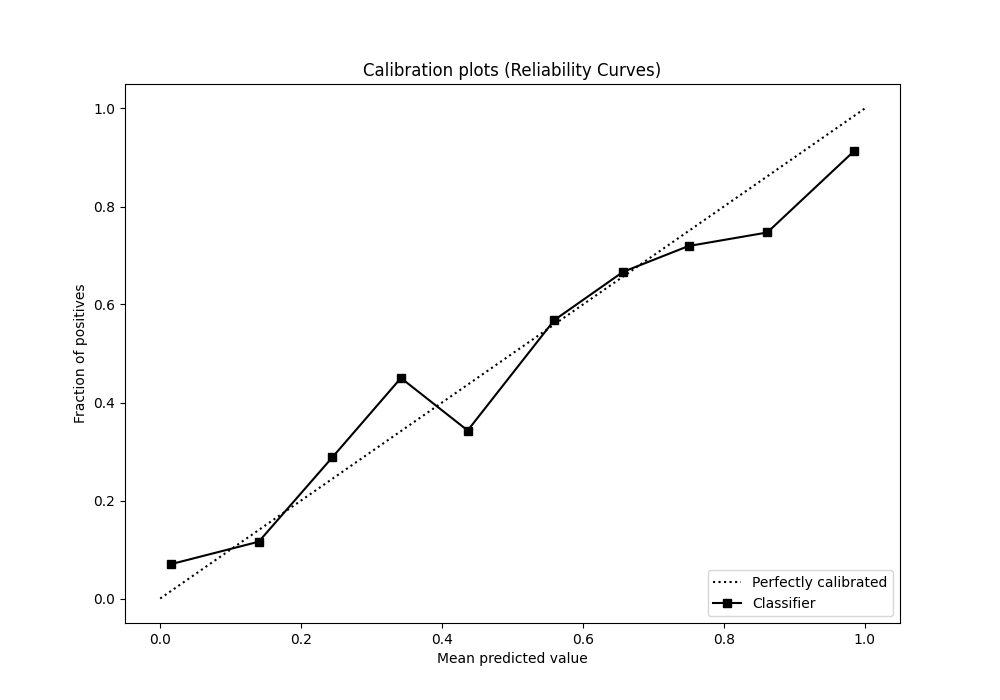 Calibration plots (Reliability Curves)
1.0
0.8
0.6
0.4
0.2
0.0
Fraction of positives
0.0 0.2 0.4 0.6 0.8 1.0
Mean predicted value
Perfectly calibrated
Classifier